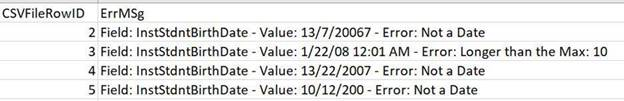 CSVFileRowID ErrMSg
2 Field: InstStdntBirthDate - Value: 13/7/20067 - Error: Not a Date
3 Field: InstStdntBirthDate - Value: 1/22/08 12:01 AM - Error: Longer than the Max: 10
4 Field: InstStdntBirthDate - Value: 13/22/2007 - Error: Not a Date
5 Field: InstStdntBirthDate - Value: 10/12/200 - Error: Not a Date